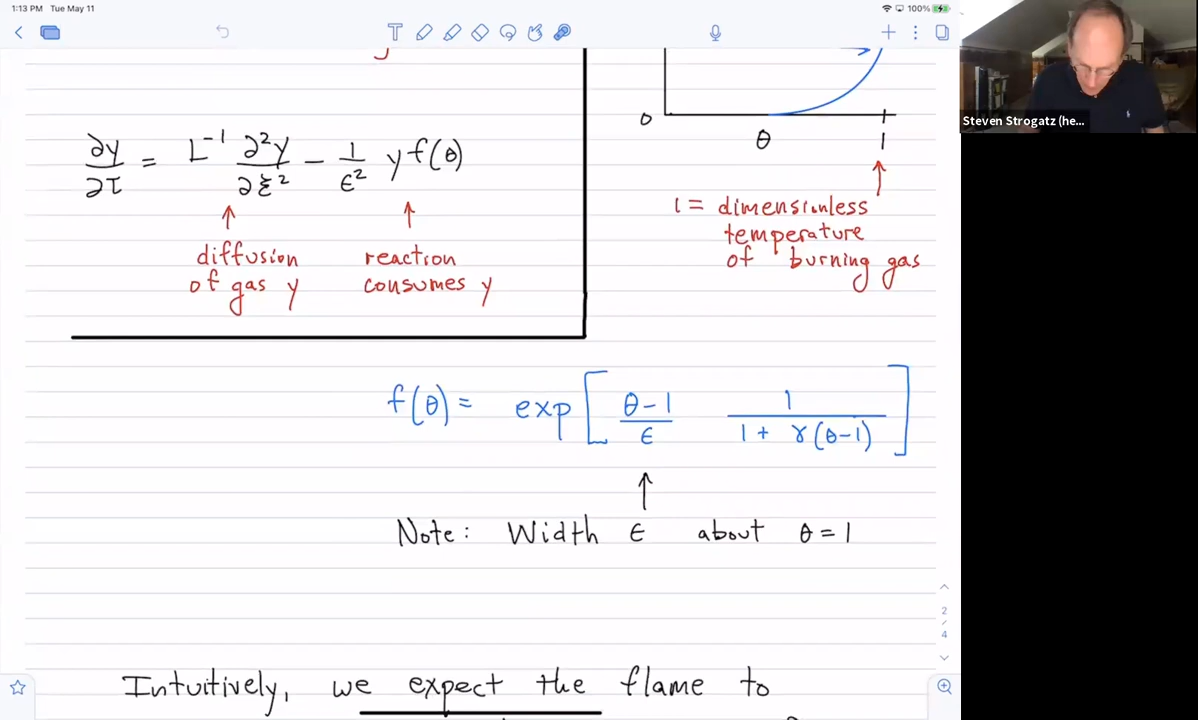 1:13 PM Tue May 11
100%
Steven Strogatz (he...
∂y/∂τ = L⁻¹ ∂²y/∂ξ² − 1/ϵ² y f(θ)
diffusion
of gas y
reaction
consumes y
0
θ
1
1 = dimensionless
temperature
of burning gas
f(θ) = exp[ (θ−1)/ϵ 1/(1 + γ(θ−1)) ]
Note: Width ϵ about θ = 1
2
/
4
Intuitively, we expect the flame to